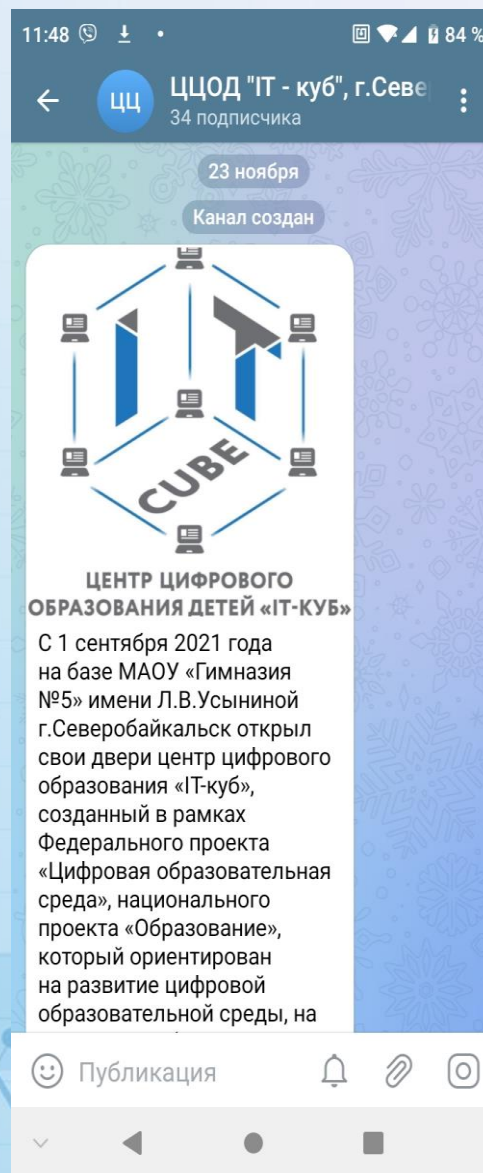 11:48
84 %
ЦЦ
ЦЦОД "IT - куб", г.Севе
34 подписчика
23 ноября
Канал создан
IT
CUBE
ЦЕНТР ЦИФРОВОГО
ОБРАЗОВАНИЯ ДЕТЕЙ «IT-КУБ»
С 1 сентября 2021 года
на базе МАОУ «Гимназия
№5» имени Л.В.Усыниной
г.Северобайкальск открыл
свои двери центр цифрового
образования «IT-куб»,
созданный в рамках
Федерального проекта
«Цифровая образовательная
среда», национального
проекта «Образование»,
который ориентирован
на развитие цифровой
образовательной среды, на
Публикация